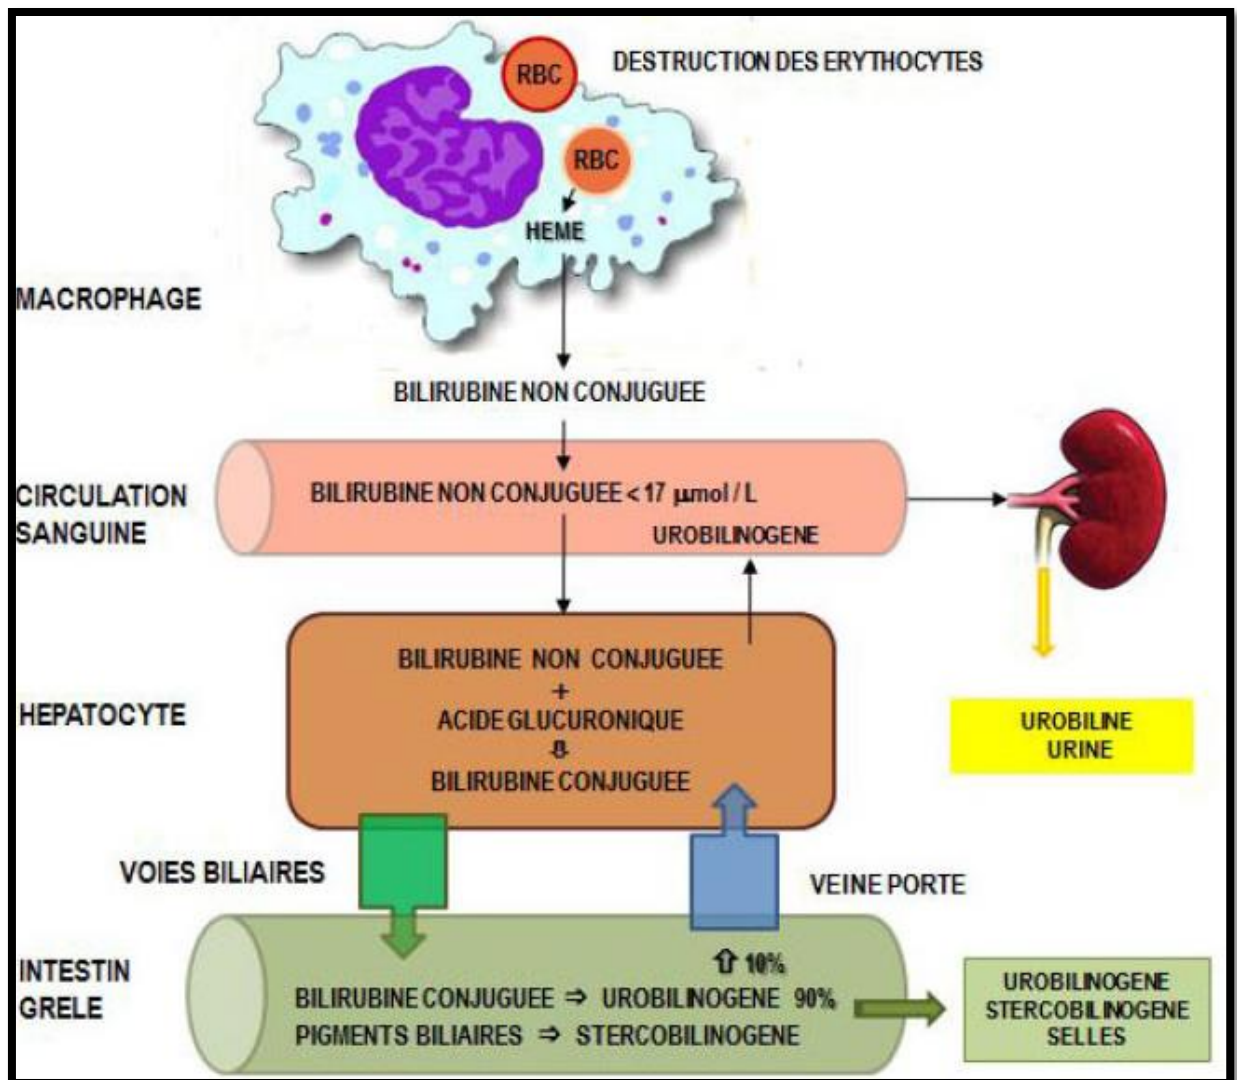 RBC
DESTRUCTION DES ERYTHOCYTES
RBC
HEME
MACROPHAGE
BILIRUBINE NON CONJUGUEE
CIRCULATION
SANGUINE
BILIRUBINE NON CONJUGUEE < 17 µmol / L
UROBILINOGENE
HEPATOCYTE
BILIRUBINE NON CONJUGUEE
+
ACIDE GLUCURONIQUE
⇩
BILIRUBINE CONJUGUEE
UROBILINE
URINE
VOIES BILIAIRES
VEINE PORTE
INTESTIN
GRELE
⇧ 10%
BILIRUBINE CONJUGUEE ⇒ UROBILINOGENE 90%
PIGMENTS BILIAIRES ⇒ STERCOBILINOGENE
UROBILINOGENE
STERCOBILINOGENE
SELLES